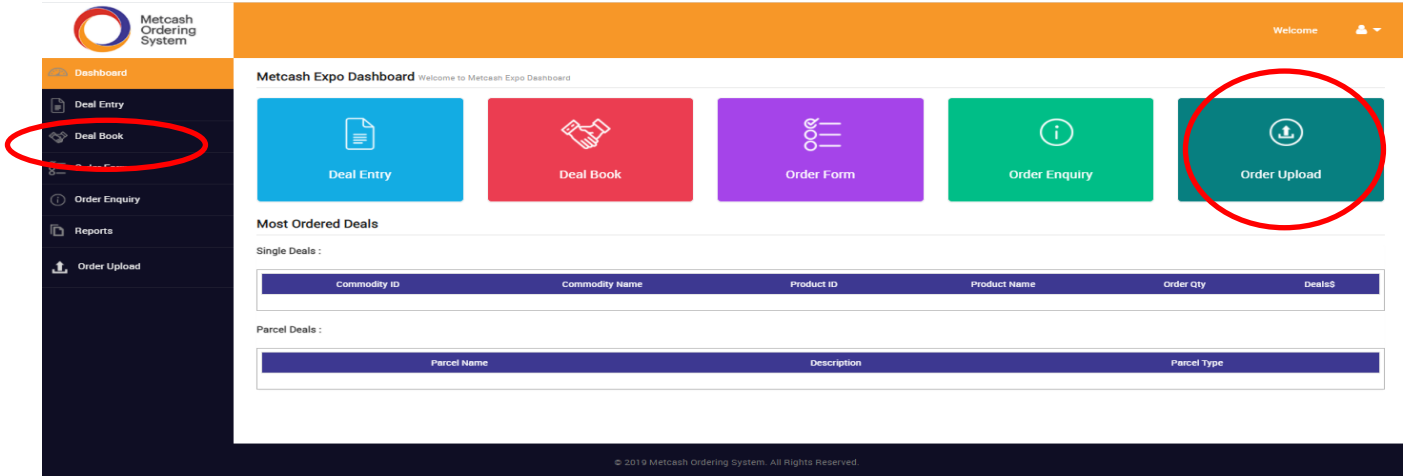 Metcash
Ordering
System
Welcome
Dashboard
Deal Entry
Deal Book
Order Form
Order Enquiry
Reports
Order Upload
Metcash Expo Dashboard Welcome to Metcash Expo Dashboard
Deal Entry
Deal Book
Order Form
Order Enquiry
Order Upload
Most Ordered Deals
Single Deals :
Commodity ID Commodity Name Product ID Product Name Order Qty Deals$
Parcel Deals :
Parcel Name Description Parcel Type
© 2019 Metcash Ordering System. All Rights Reserved.